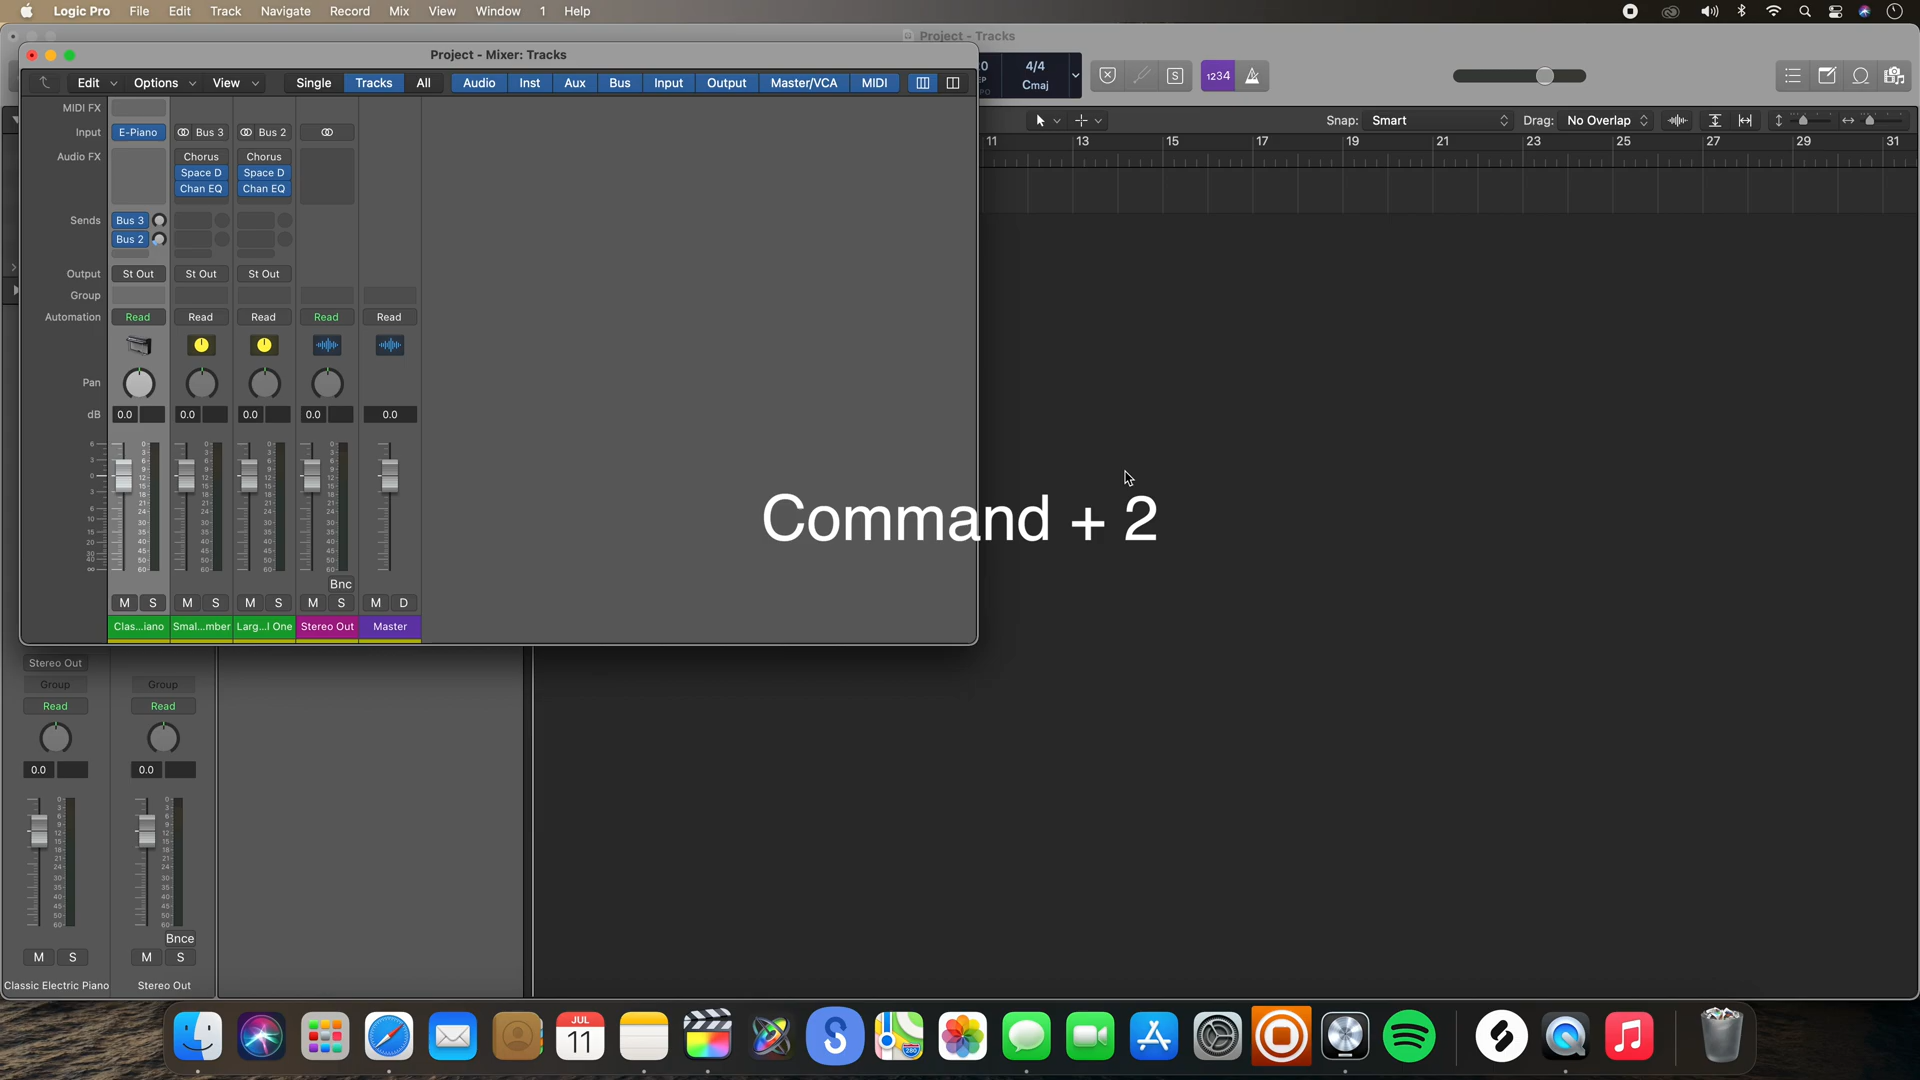 Logic Pro File Edit Track Navigate Record Mix View Window 1 Help
Project - Tracks
Project - Mixer: Tracks
Edit Options View Single Tracks All Audio Inst Aux Bus Input Output Master/VCA MIDI
4/4
Cmaj
1234
Snap: Smart Drag: No Overlap
11 13 15 17 19 21 23 25 27 29 31
MIDI FX
Input E-Piano Bus 3 Bus 2
Audio FX Chorus Chorus
Space D Space D
Chan EQ Chan EQ
Sends Bus 3
Bus 2
Output St Out St Out St Out
Group
Automation Read Read Read Read Read
Pan
dB 0.0 0.0 0.0 0.0 0.0
Command + 2
Bnc
M S M S M S M S M D
Clas...iano Smal...mber Larg...l One Stereo Out Master
Stereo Out
Group Group
Read Read
0.0 0.0
Bnce
M S M S
Classic Electric Piano Stereo Out
JUL
11
280